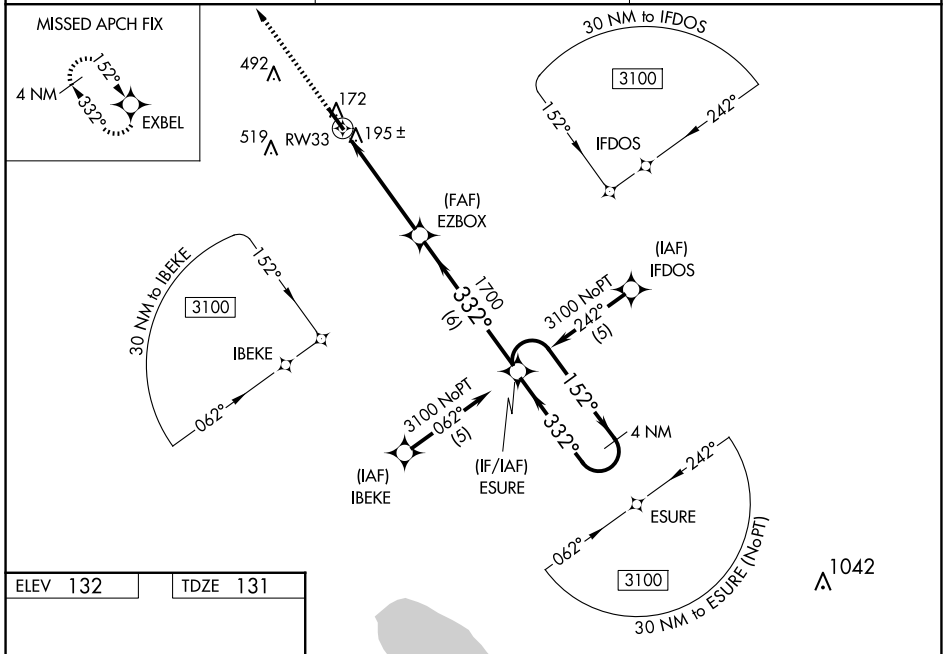 MISSED APCH FIX
152°
4 NM
332°
EXBEL
492
172
519
RW33
195 ±
30 NM to IFDOS
3100
152°
242°
IFDOS
(FAF)
EZBOX
30 NM to IBEKE
152°
3100
IBEKE
062°
1700
332°
(6)
(IAF)
IFDOS
3100 NoPT
242°
(5)
152°
332°
4 NM
3100 NoPT
062°
(5)
(IAF)
IBEKE
(IF/IAF)
ESURE
242°
ESURE
062°
3100
30 NM to ESURE (NoPT)
1042
ELEV 132
TDZE 131